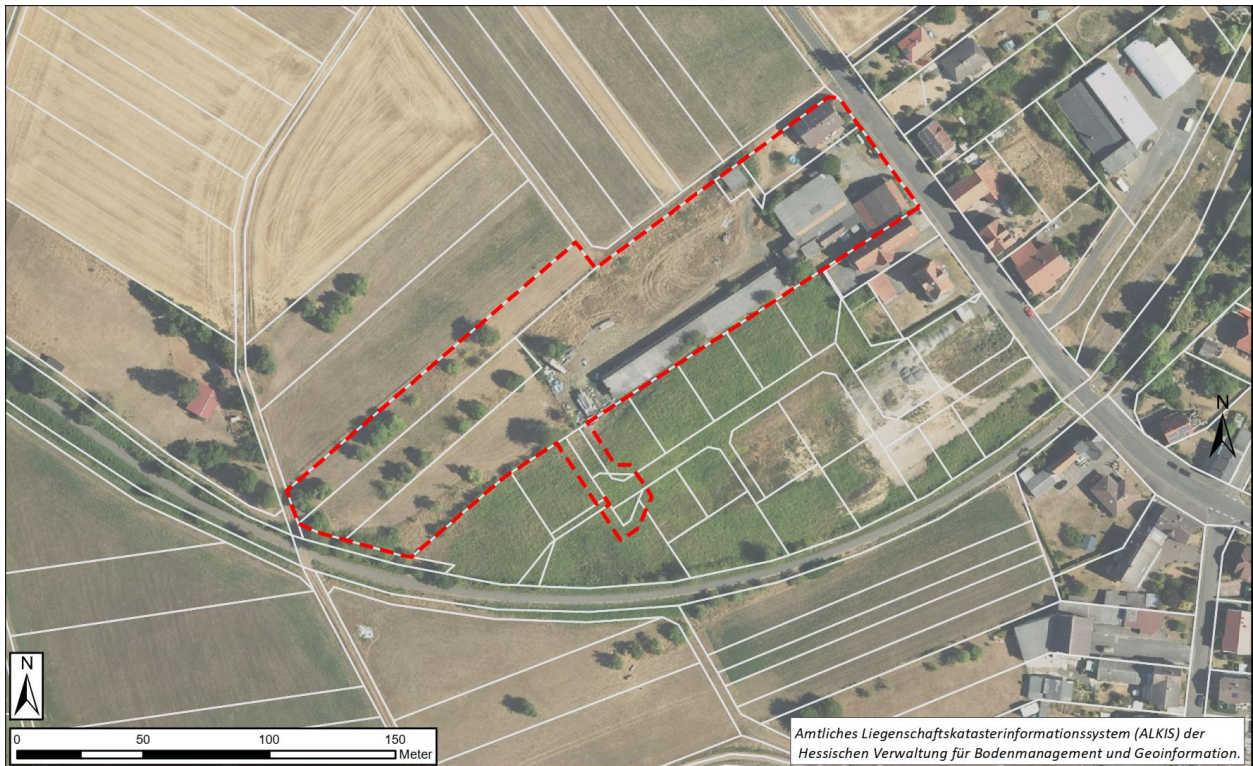 N
N
0 50 100 150
Meter
Amtliches Liegenschaftskatasterinformationssystem (ALKIS) der
Hessischen Verwaltung für Bodenmanagement und Geoinformation.